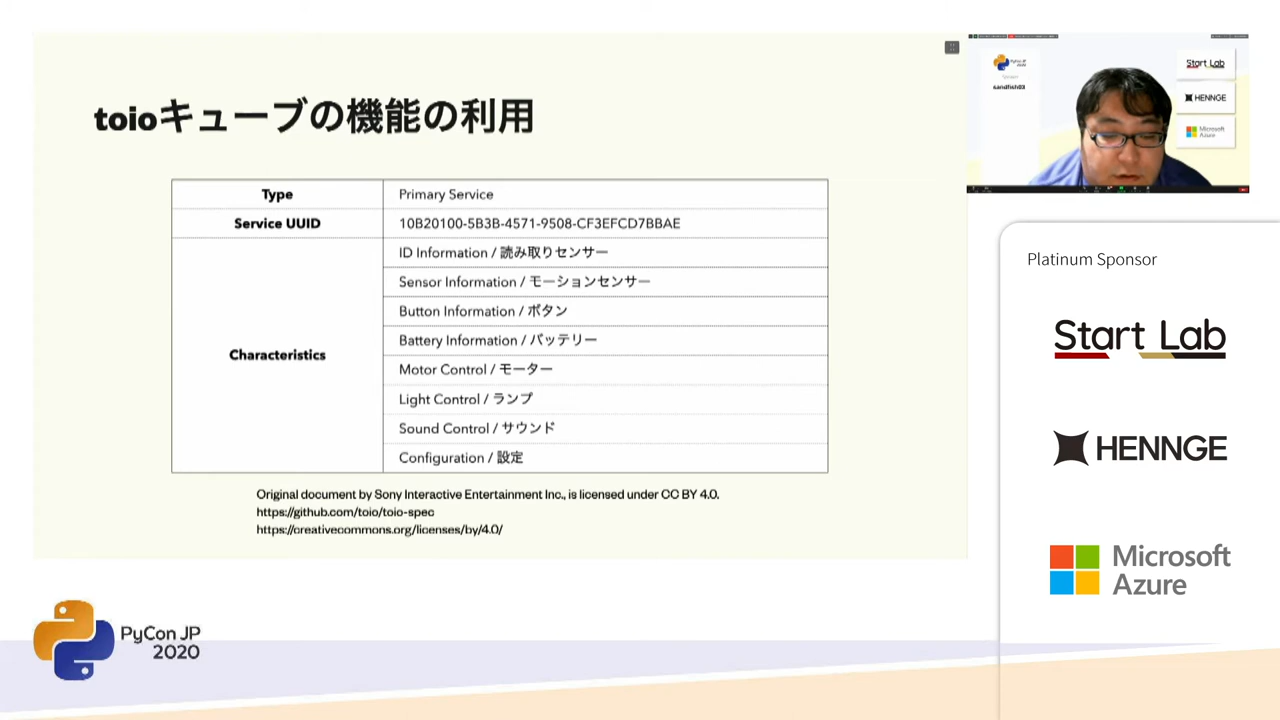 toioキューブの機能の利用
Type
Primary Service
Service UUID
10B20100-5B3B-4571-9508-CF3EFCD7BBAE
Characteristics
ID Information / 読み取りセンサー
Sensor Information / モーションセンサー
Button Information / ボタン
Battery Information / バッテリー
Motor Control / モーター
Light Control / ランプ
Sound Control / サウンド
Configuration / 設定
Original document by Sony Interactive Entertainment Inc., is licensed under CC BY 4.0.
https://github.com/toio/toio-spec
https://creativecommons.org/licenses/by/4.0/
PyCon JP
2020
sandfish03
Start Lab
HENNGE
Microsoft
Azure
Platinum Sponsor
Start Lab
HENNGE
Microsoft
Azure
PyCon JP
2020